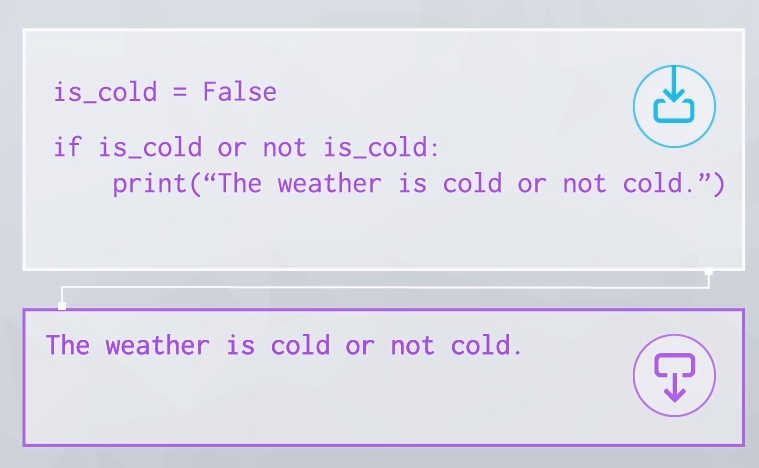 is_cold = False
if is_cold or not is_cold:
    print(“The weather is cold or not cold.”)
The weather is cold or not cold.